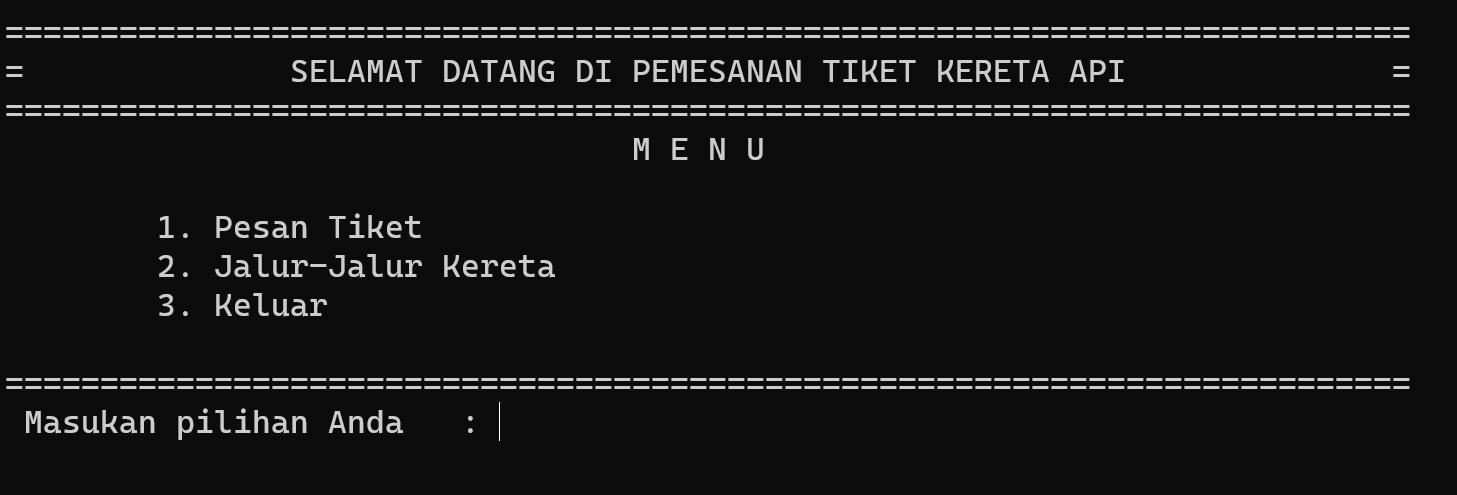 ==========================================================================
=              SELAMAT DATANG DI PEMESANAN TIKET KERETA API              =
==========================================================================
                                 M E N U
        1. Pesan Tiket
        2. Jalur-Jalur Kereta
        3. Keluar
==========================================================================
 Masukan pilihan Anda   :